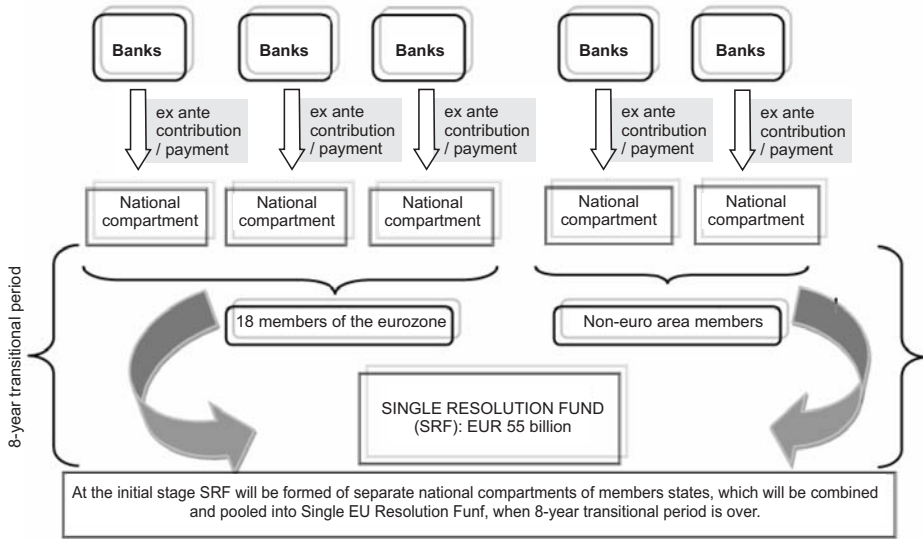 Banks
Banks
Banks
Banks
Banks
ex ante
contribution
/ payment
ex ante
contribution
/ payment
ex ante
contribution
/ payment
ex ante
contribution
/ payment
ex ante
contribution
/ payment
National
compartment
National
compartment
National
compartment
National
compartment
National
compartment
8-year transitional period
18 members of the eurozone
Non-euro area members
SINGLE RESOLUTION FUND
(SRF): EUR 55 billion
At the initial stage SRF will be formed of separate national compartments of members states, which will be combined
and pooled into Single EU Resolution Funf, when 8-year transitional period is over.